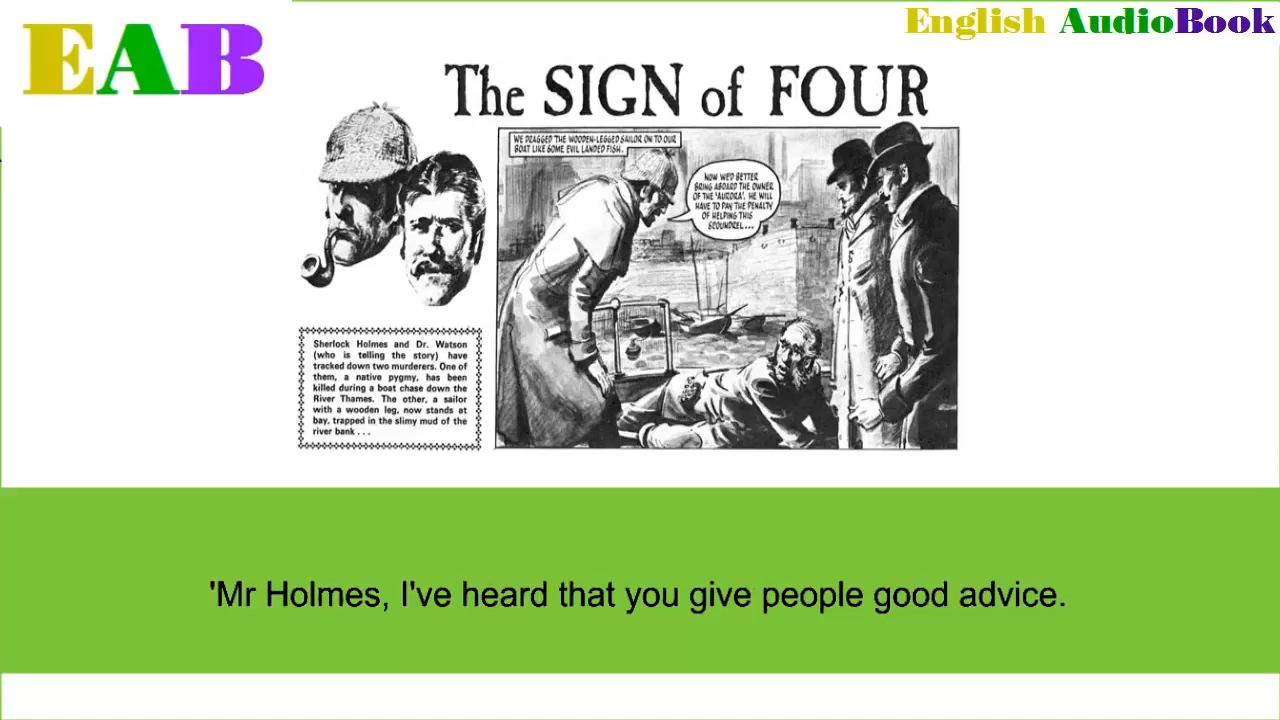 EAB
English AudioBook
The SIGN of FOUR
WE DRAGGED THE WOODEN-LEGGED SAILOR ON TO OUR
BOAT LIKE SOME EVIL LANDED FISH.
NOW WE'D BETTER
BRING ABOARD THE OWNER
OF THE 'AURORA'. HE WILL
HAVE TO PAY THE PENALTY
OF HELPING THIS
SCOUNDREL...
Sherlock Holmes and Dr. Watson
(who is telling the story) have
tracked down two murderers. One of
them, a native pygmy, has been
killed during a boat chase down the
River Thames. The other, a sailor
with a wooden leg, now stands at
bay, trapped in the slimy mud of the
river bank . . .
'Mr Holmes, I've heard that you give people good advice.